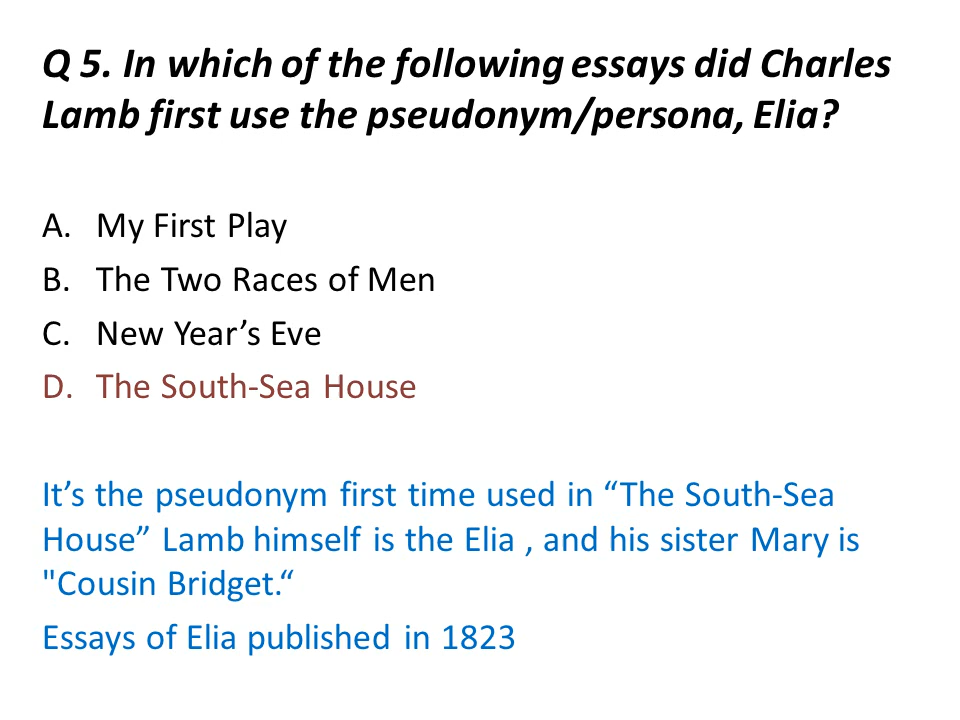 Q 5. In which of the following essays did Charles
Lamb first use the pseudonym/persona, Elia?
A. My First Play
B. The Two Races of Men
C. New Year’s Eve
D. The South-Sea House
It’s the pseudonym first time used in “The South-Sea
House” Lamb himself is the Elia , and his sister Mary is
"Cousin Bridget.“
Essays of Elia published in 1823